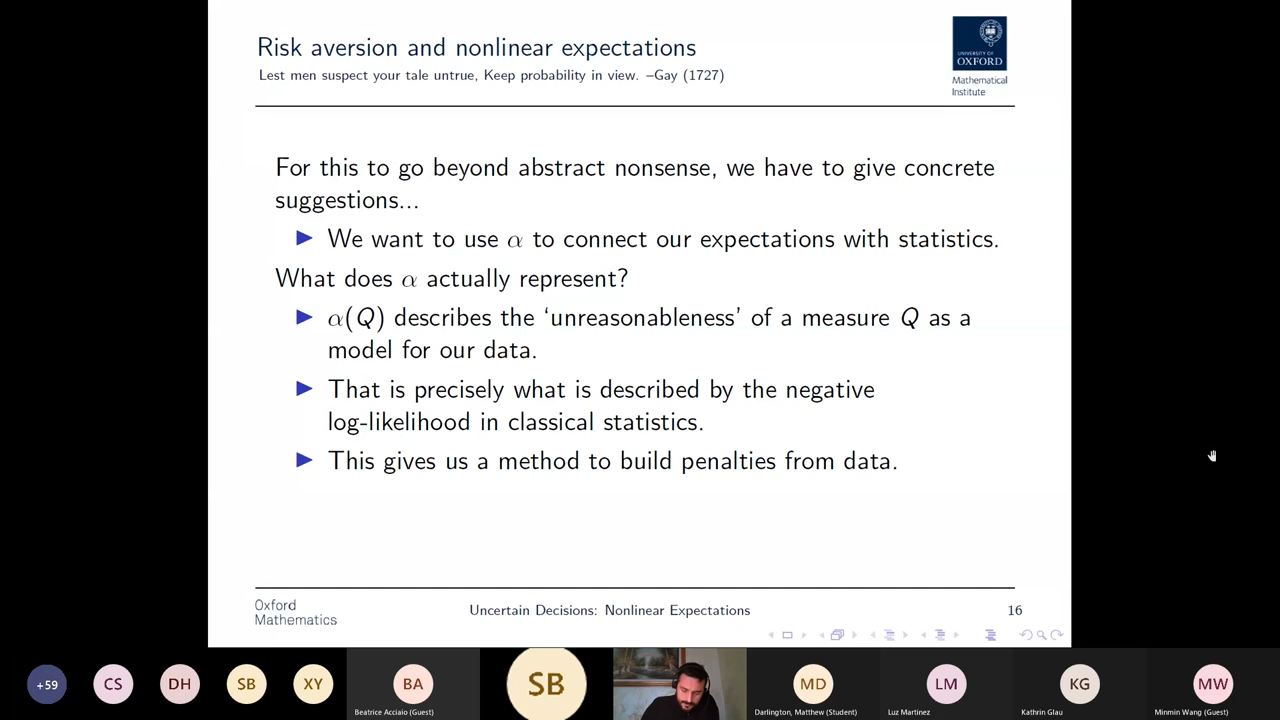 Risk aversion and nonlinear expectations
Lest men suspect your tale untrue, Keep probability in view. –Gay (1727)
UNIVERSITY OF
OXFORD
Mathematical
Institute
For this to go beyond abstract nonsense, we have to give concrete
suggestions...
▶ We want to use α to connect our expectations with statistics.
What does α actually represent?
▶ α(Q) describes the ‘unreasonableness’ of a measure Q as a
model for our data.
▶ That is precisely what is described by the negative
log-likelihood in classical statistics.
▶ This gives us a method to build penalties from data.
Oxford
Mathematics
Uncertain Decisions: Nonlinear Expectations
16
+59
CS
DH
SB
XY
BA
Beatrice Acciaio (Guest)
SB
MD
Darlington, Matthew (Student)
LM
Luz Martinez
KG
Kathrin Glau
MW
Minmin Wang (Guest)